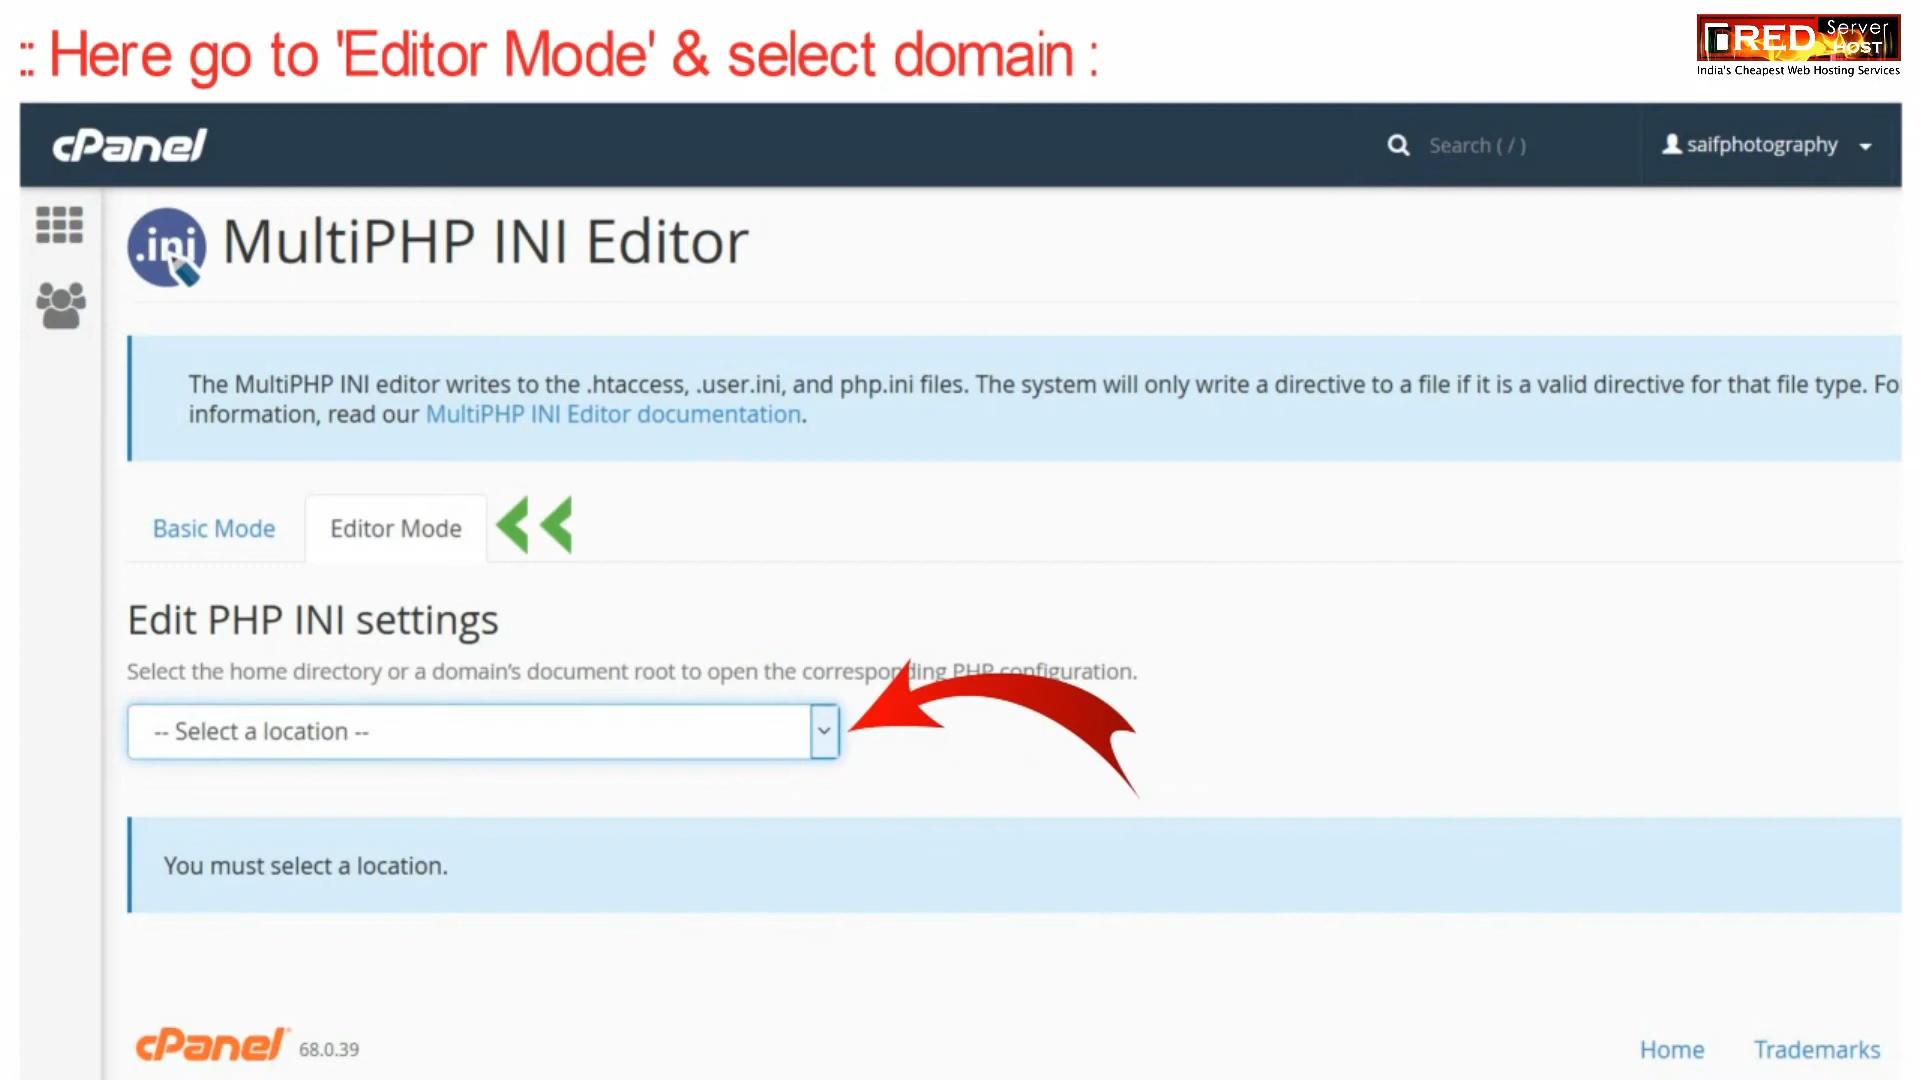 :: Here go to 'Editor Mode' & select domain :
RED Server
HOST
India's Cheapest Web Hosting Services
cPanel
Search ( / )
saifphotography
.ini
MultiPHP INI Editor
The MultiPHP INI editor writes to the .htaccess, .user.ini, and php.ini files. The system will only write a directive to a file if it is a valid directive for that file type. Fo
information, read our MultiPHP INI Editor documentation.
Basic Mode
Editor Mode
Edit PHP INI settings
Select the home directory or a domain's document root to open the corresponding PHP configuration.
-- Select a location --
You must select a location.
cPanel 68.0.39
Home
Trademarks